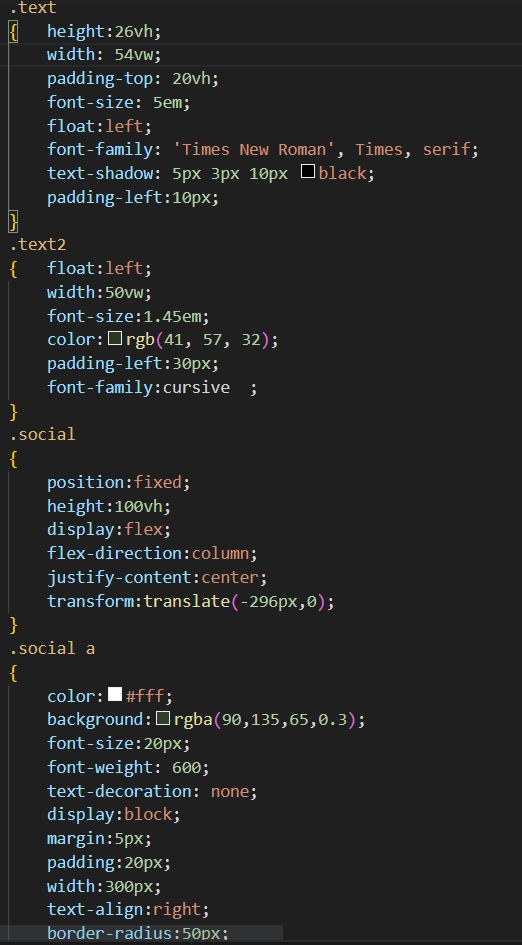 .text
{   height:26vh;
    width: 54vw;
    padding-top: 20vh;
    font-size: 5em;
    float:left;
    font-family: 'Times New Roman', Times, serif;
    text-shadow: 5px 3px 10px black;
    padding-left:10px;
}
.text2
{   float:left;
    width:50vw;
    font-size:1.45em;
    color:rgb(41, 57, 32);
    padding-left:30px;
    font-family:cursive  ;
}
.social
{
    position:fixed;
    height:100vh;
    display:flex;
    flex-direction:column;
    justify-content:center;
    transform:translate(-296px,0);
}
.social a
{
    color:#fff;
    background:rgba(90,135,65,0.3);
    font-size:20px;
    font-weight: 600;
    text-decoration: none;
    display:block;
    margin:5px;
    padding:20px;
    width:300px;
    text-align:right;
    border-radius:50px;